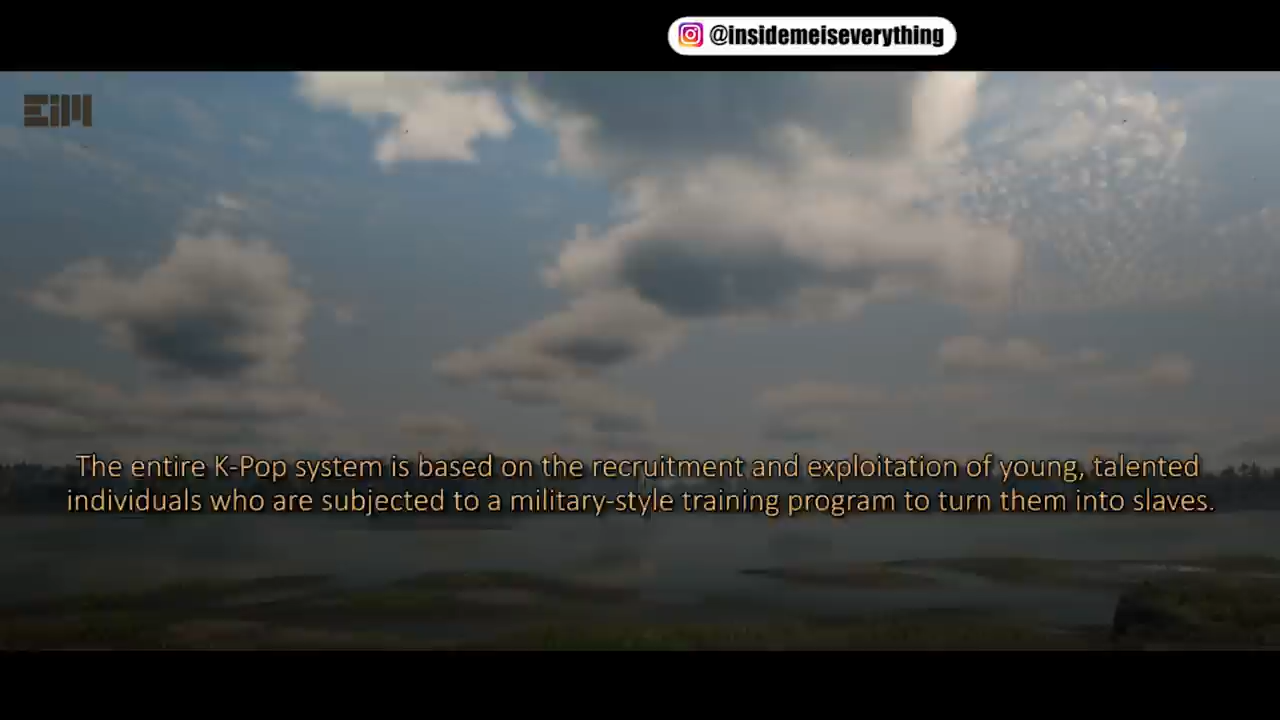 @insidemeiseverything
EiM
The entire K-Pop system is based on the recruitment and exploitation of young, talented
individuals who are subjected to a military-style training program to turn them into slaves.